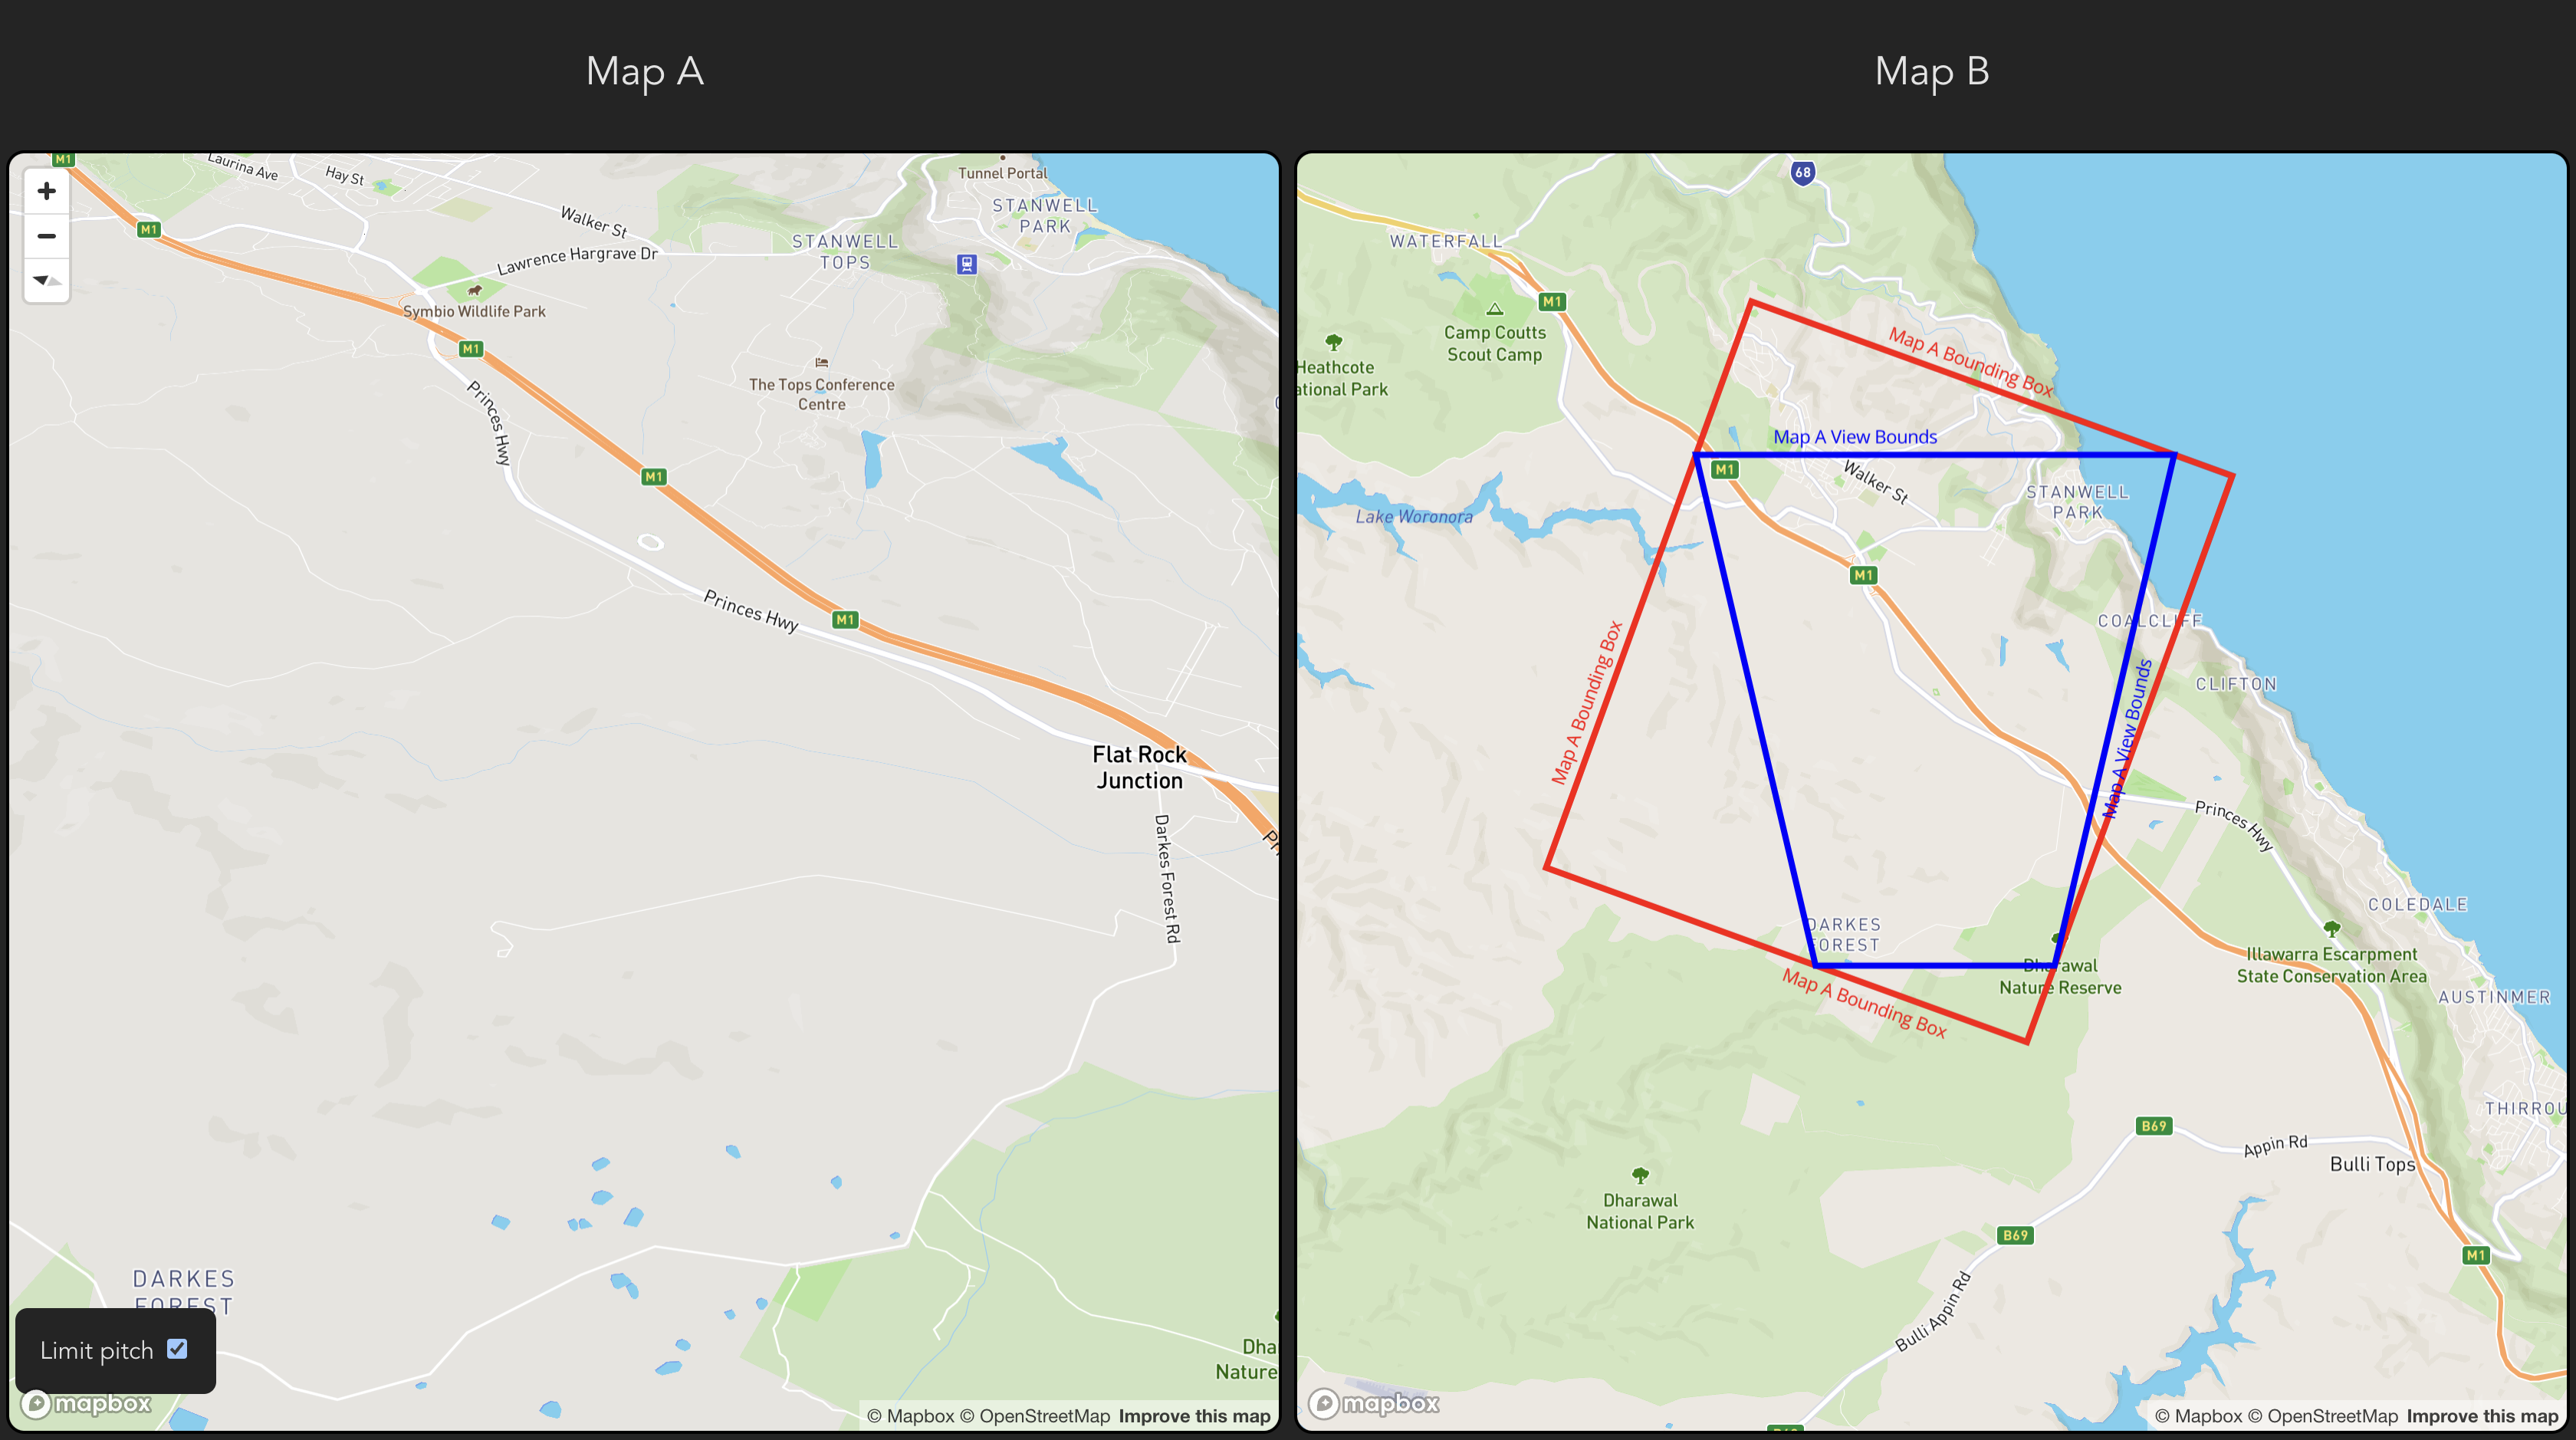 Map A
Map B
M1
Laurina Ave
Hay St
Tunnel Portal
STANWELL
PARK
Walker St
M1
STANWELL
TOPS
Lawrence Hargrave Dr
Symbio Wildlife Park
M1
The Tops Conference
Centre
Princes Hwy
M1
Princes Hwy
M1
Flat Rock
Junction
Darkes Forest Rd
DARKES
FOREST
Limit pitch
Dha
Nature
mapbox
© Mapbox © OpenStreetMap Improve this map
68
WATERFALL
M1
Camp Coutts
Scout Camp
Heathcote
ational Park
Map A Bounding Box
Map A View Bounds
M1
Walker St
STANWELL
PARK
Lake Woronora
M1
COALCLIFF
CLIFTON
Map A Bounding Box
Map A View Bounds
Princes Hwy
COLEDALE
DARKES
FOREST
Illawarra Escarpment
State Conservation Area
Dharawal
Nature Reserve
Map A Bounding Box
AUSTINMER
THIRROU
B69
Appin Rd
Bulli Tops
Dharawal
National Park
B69
M1
Bulli Appin Rd
mapbox
© Mapbox © OpenStreetMap Improve this map